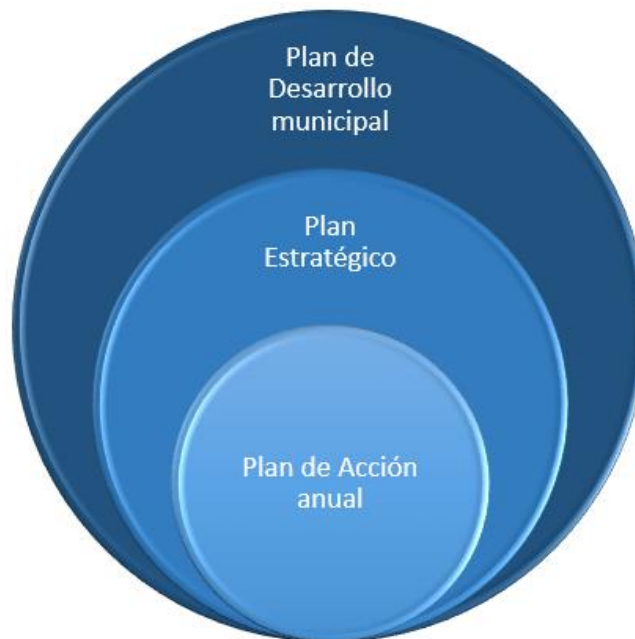 Plan de
Desarrollo
municipal
Plan
Estratégico
Plan de Acción
anual